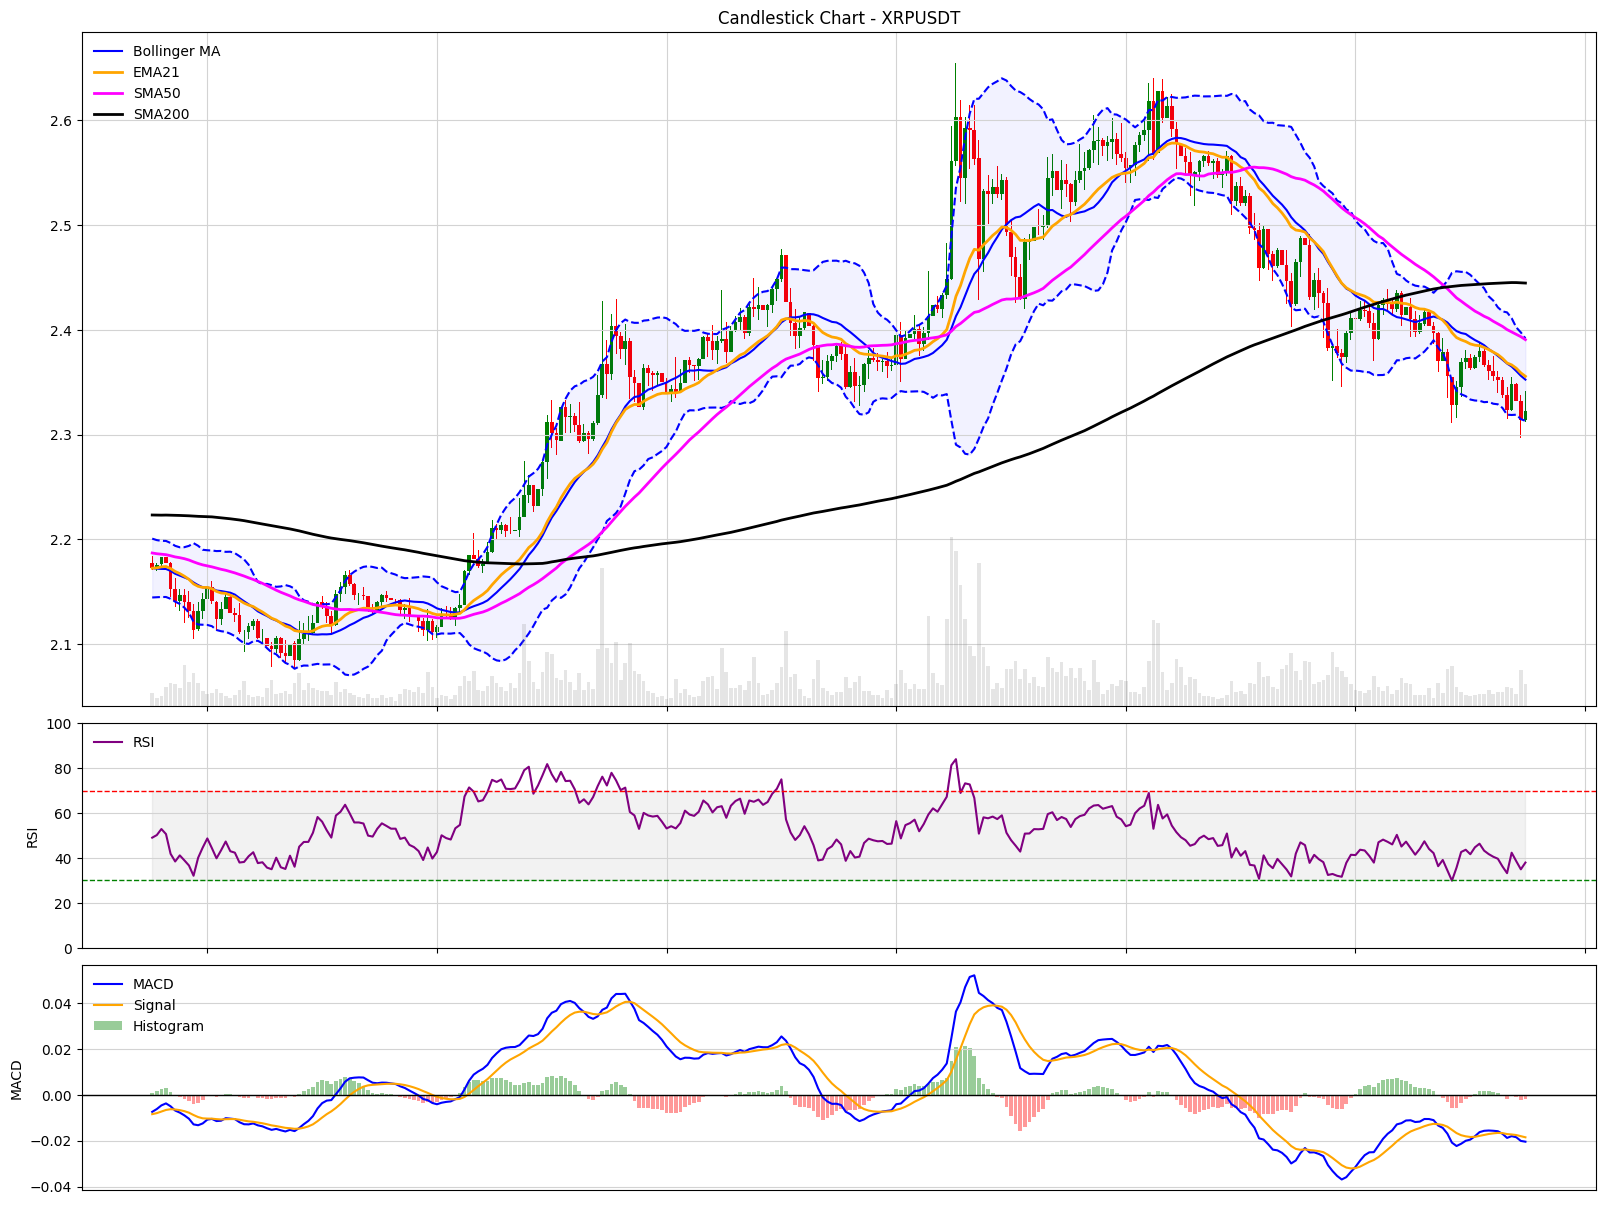 Candlestick Chart - XRPUSDT
Bollinger MA
EMA21
SMA50
SMA200
2.6
2.5
2.4
2.3
2.2
2.1
RSI
100
80
60
40
20
0
RSI
MACD
Signal
Histogram
0.04
0.02
0.00
−0.02
−0.04
MACD